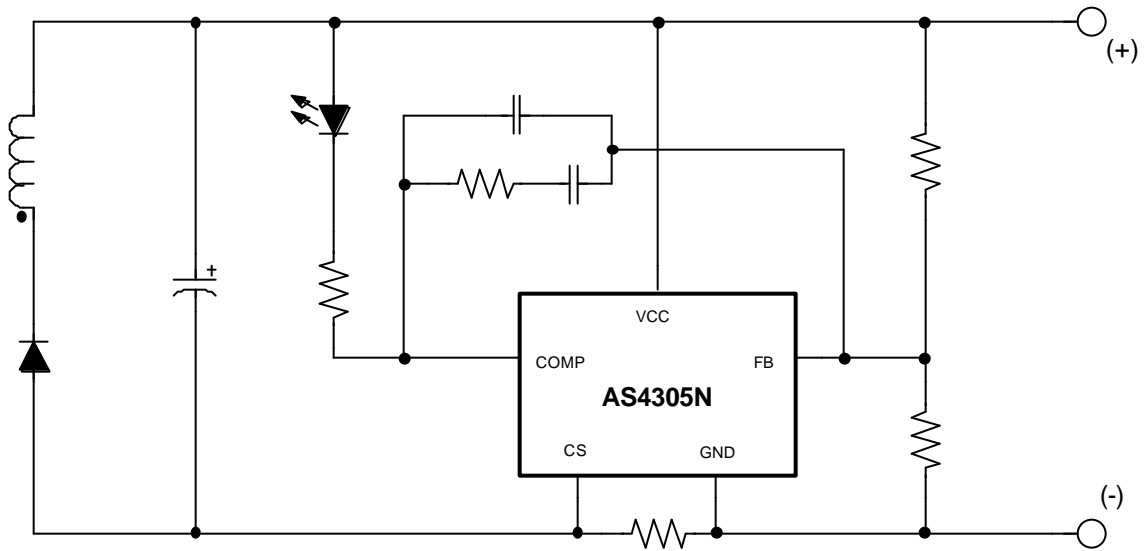 (+)
VCC
COMP
FB
AS4305N
CS
GND
(-)
+